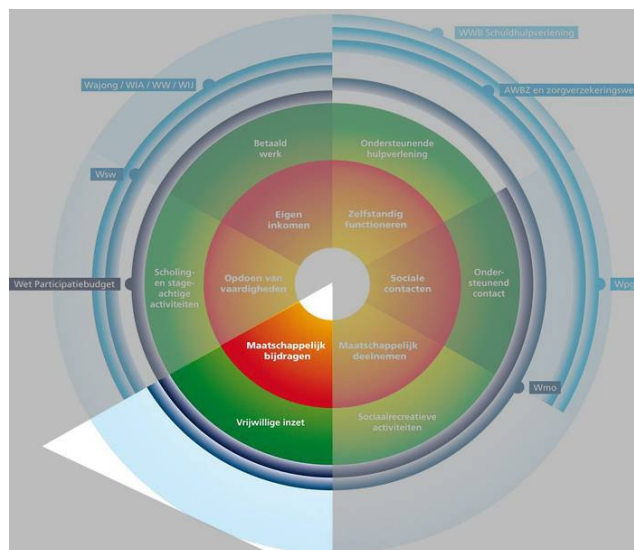 WWB Schuldhulpverlening
Wajong / WIA / WW / WIJ
AWBZ en zorgverzekeringswe
Betaald
werk
Ondersteunende
hulpverlening
Wsw
Eigen
inkomen
Zelfstandig
functioneren
Wet Participatiebudget
Scholing-
en stage-
achtige
activiteiten
Opdoen van
vaardigheden
Sociale
contacten
Onder-
steunend
contact
Wpg
Maatschappelijk
bijdragen
Maatschappelijk
deelnemen
Wmo
Vrijwillige inzet
Sociaalrecreatieve
activiteiten